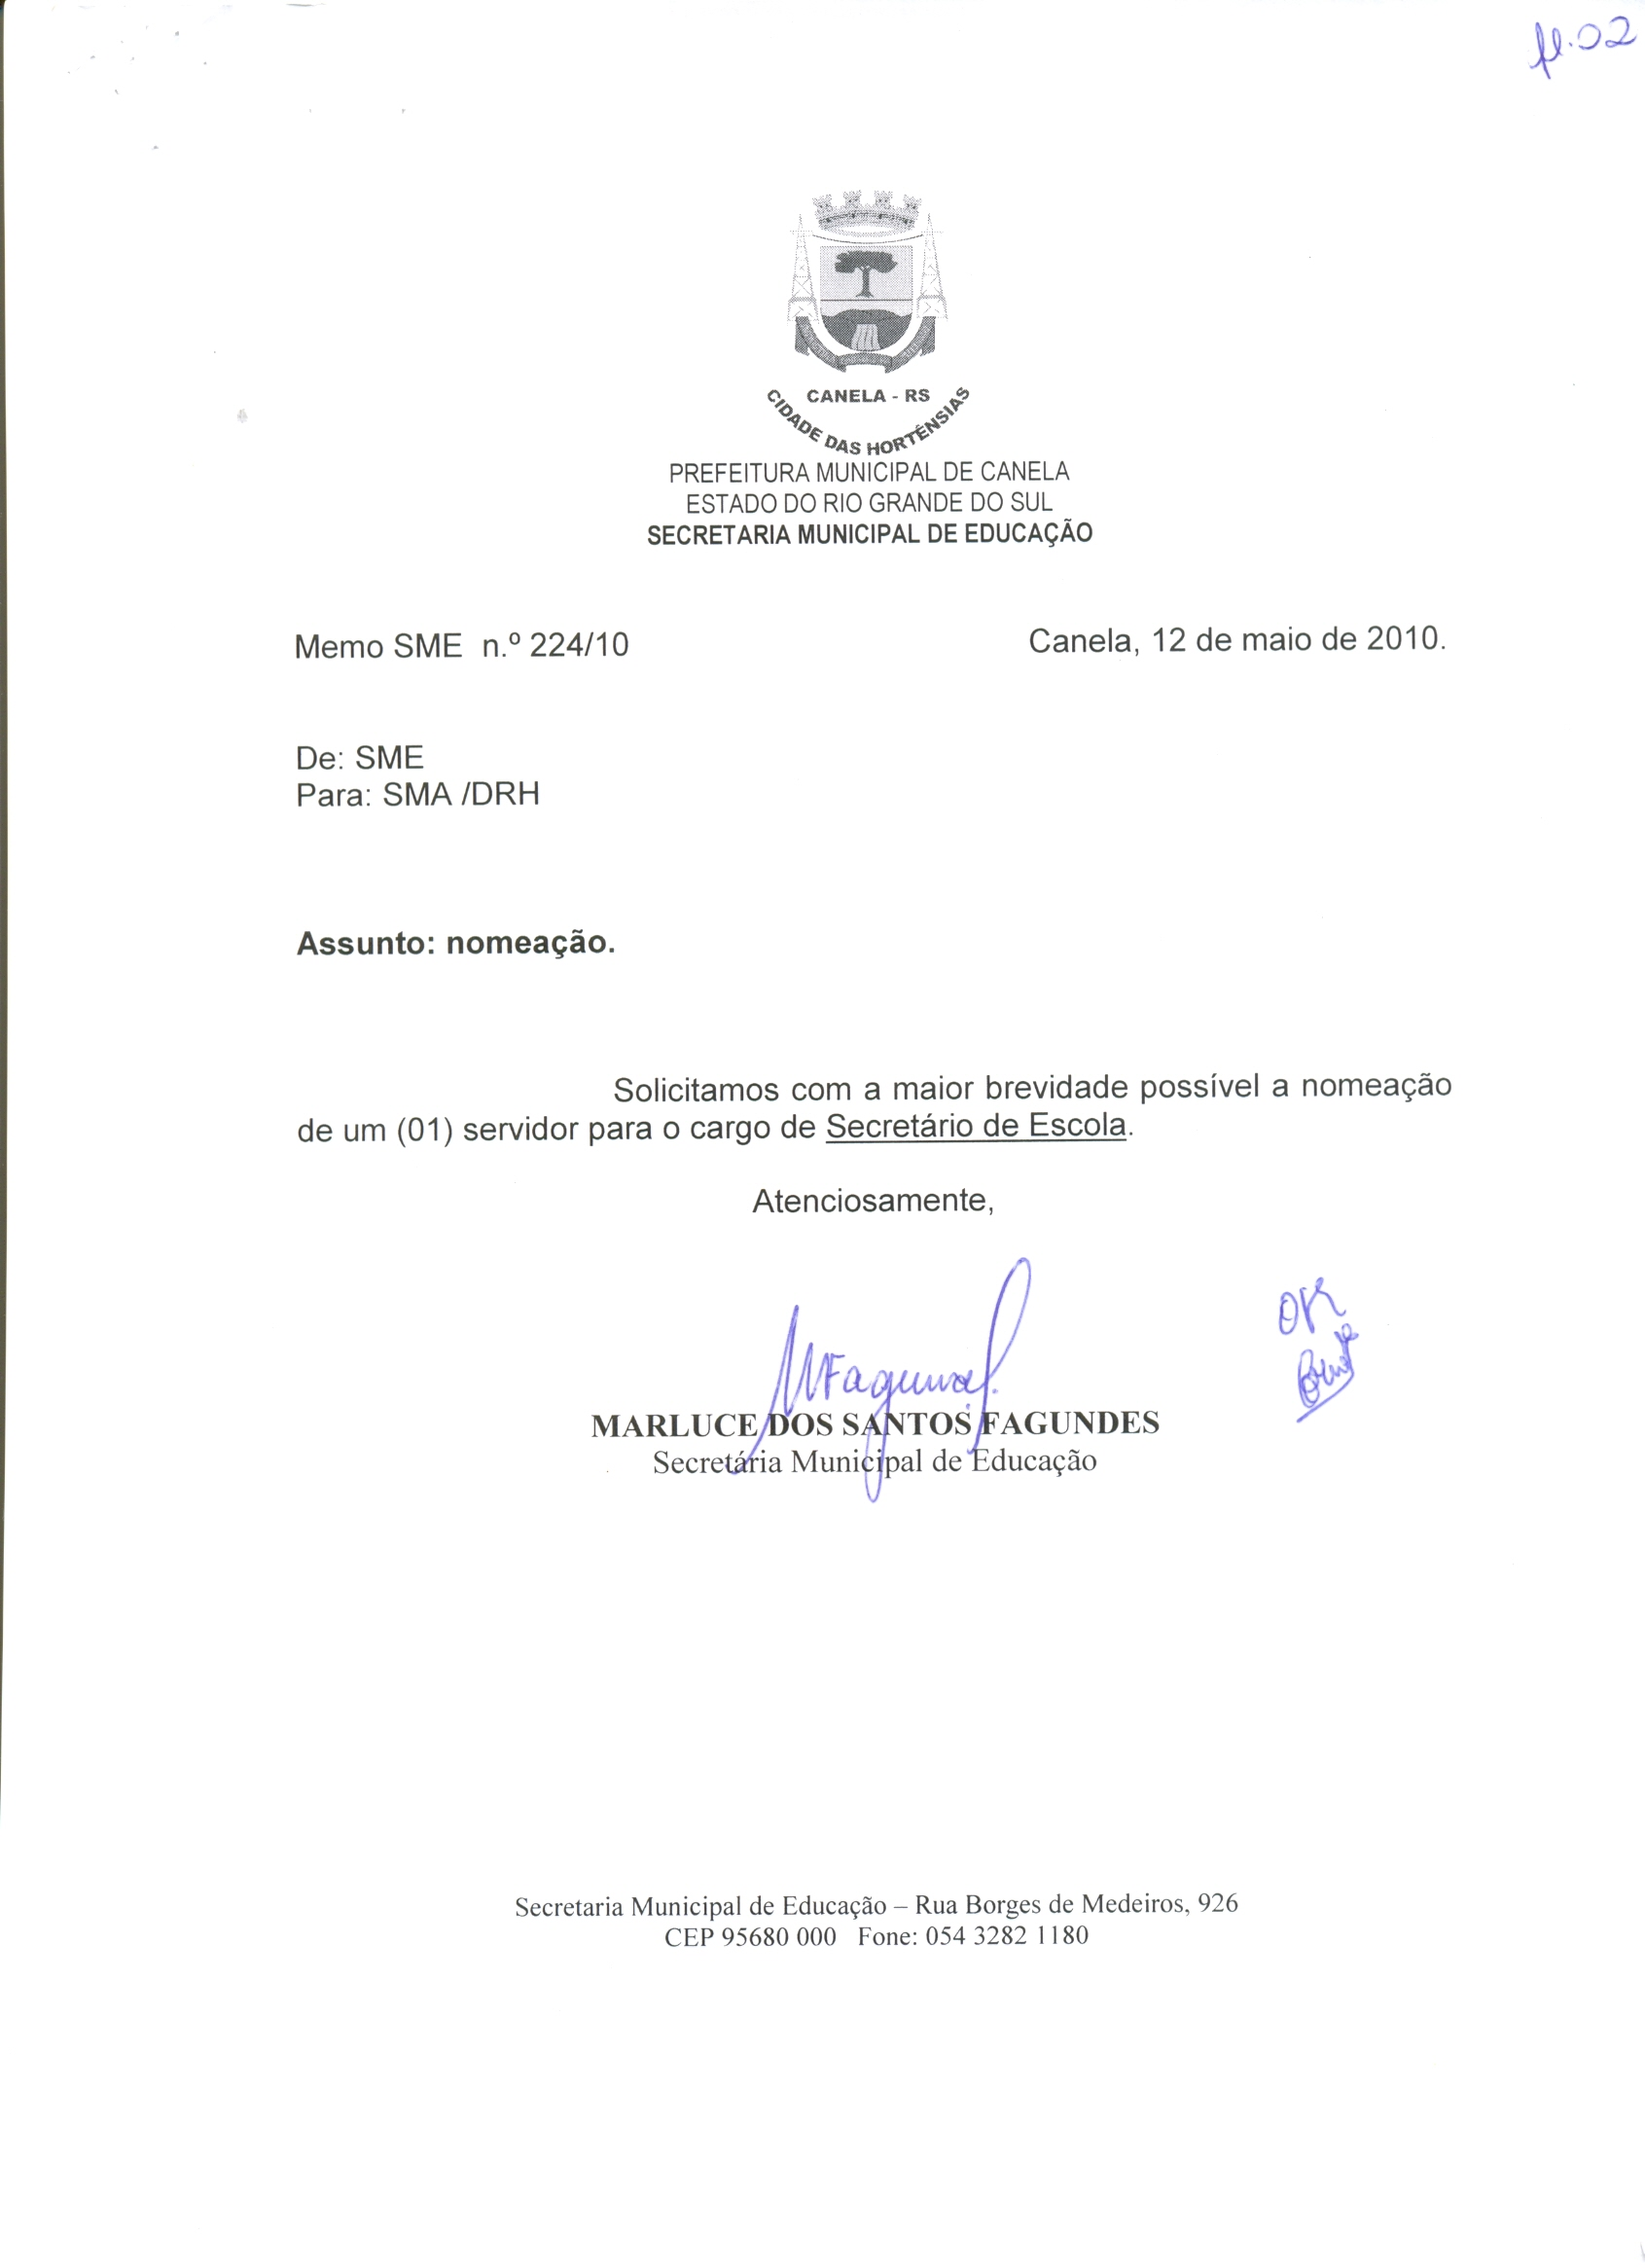 fl.02
CANELA - RS
CIDADE DAS HORTÊNSIAS
PREFEITURA MUNICIPAL DE CANELA
ESTADO DO RIO GRANDE DO SUL
SECRETARIA MUNICIPAL DE EDUCAÇÃO
Memo SME n.º 224/10 Canela, 12 de maio de 2010.
De: SME
Para: SMA /DRH
Assunto: nomeação.
Solicitamos com a maior brevidade possível a nomeação
de um (01) servidor para o cargo de Secretário de Escola.
Atenciosamente,
OK
MFagundes.
MARLUCE DOS SANTOS FAGUNDES
Secretária Municipal de Educação
Secretaria Municipal de Educação – Rua Borges de Medeiros, 926
CEP 95680 000 Fone: 054 3282 1180